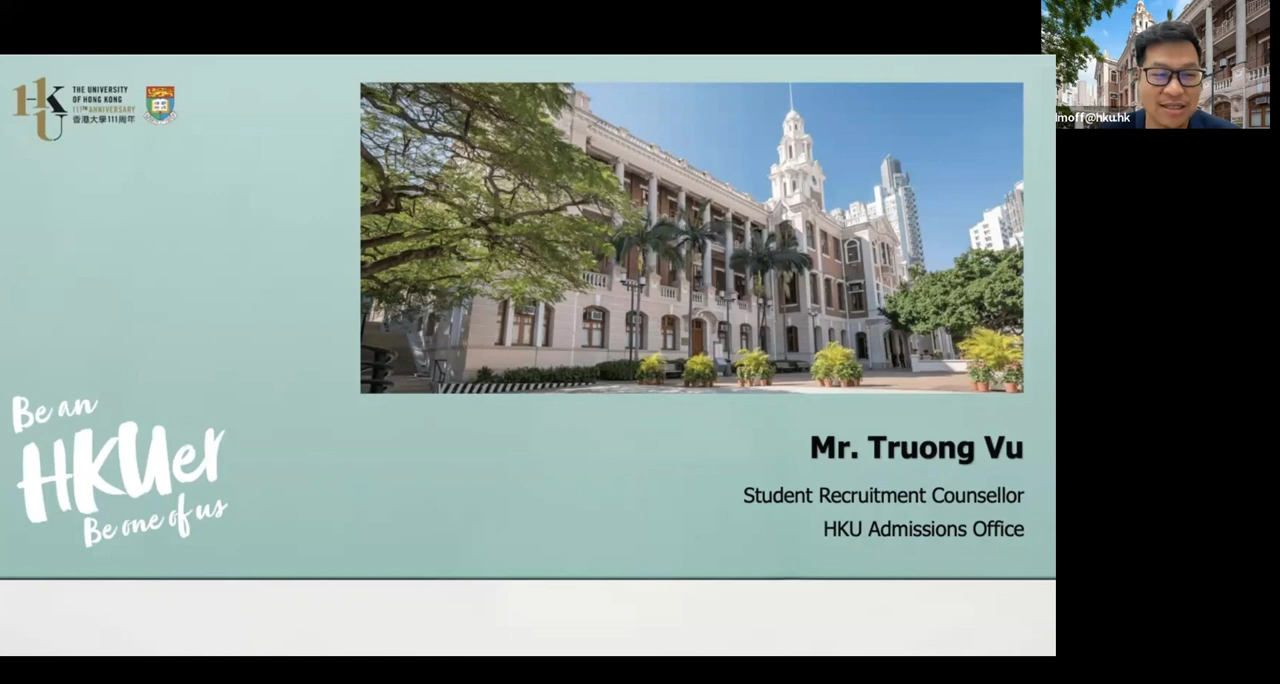 THE UNIVERSITY
OF HONG KONG
111TH ANNIVERSARY
香港大學111周年
Be an
HKUer
Be one of us
Mr. Truong Vu
Student Recruitment Counsellor
HKU Admissions Office
moff@hku.hk